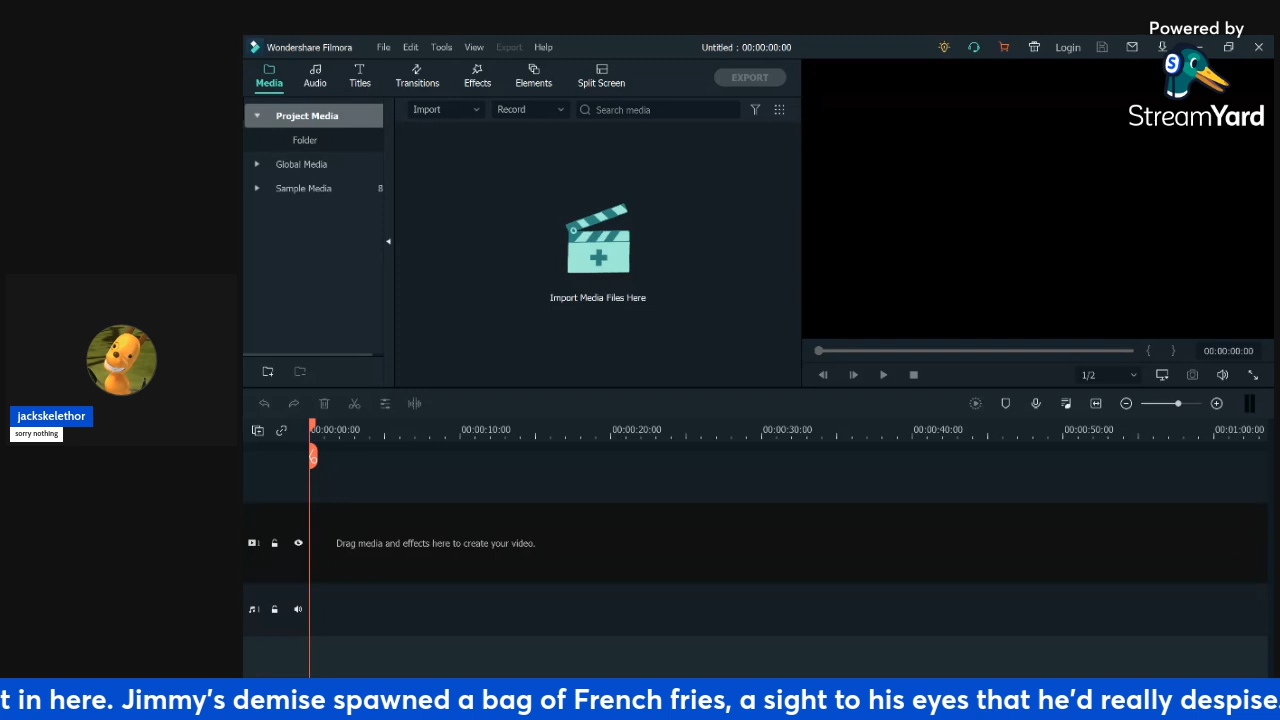 Powered by
StreamYard
Wondershare Filmora File Edit Tools View Export Help Untitled : 00:00:00:00 Login
Media Audio Titles Transitions Effects Elements Split Screen EXPORT
Project Media
Folder
Global Media
Sample Media 8
Import Record Search media
Import Media Files Here
{ } 00:00:00:00
1/2
00:00:00:00 00:00:10:00 00:00:20:00 00:00:30:00 00:00:40:00 00:00:50:00 00:01:00:00
1 Drag media and effects here to create your video.
1
jackskelethor
sorry nothing
t in here. Jimmy's demise spawned a bag of French fries, a sight to his eyes that he'd really despise.